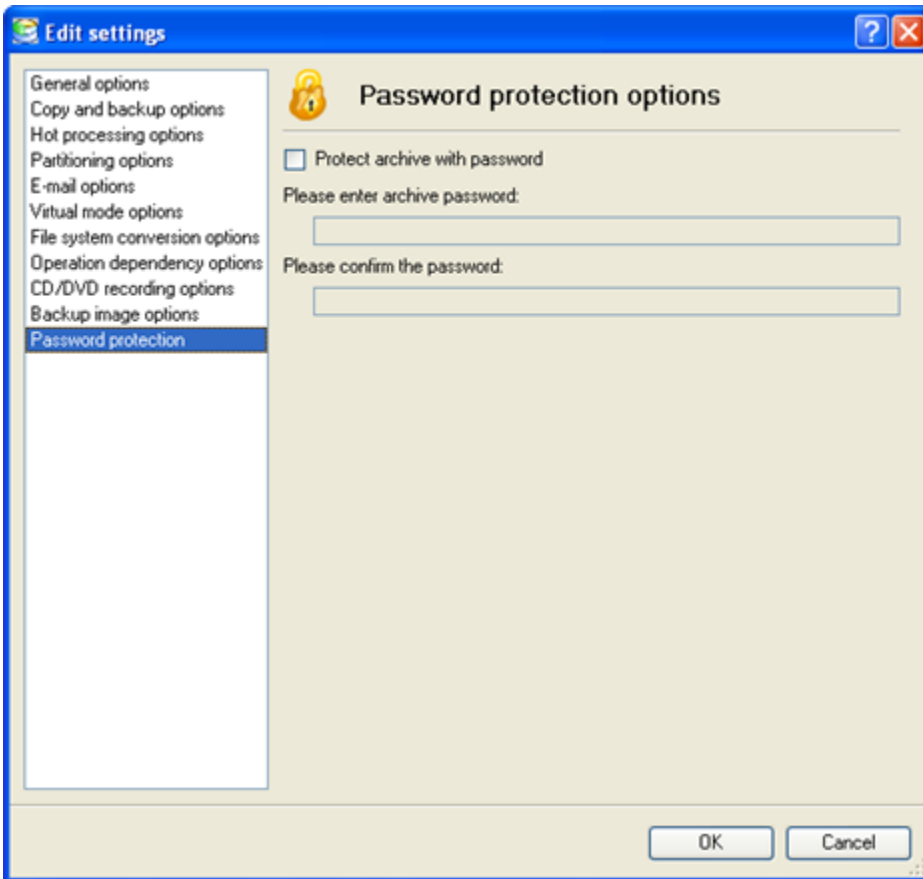 Edit settings
General options
Copy and backup options
Hot processing options
Partitioning options
E-mail options
Virtual mode options
File system conversion options
Operation dependency options
CD/DVD recording options
Backup image options
Password protection
Password protection options
Protect archive with password
Please enter archive password:
Please confirm the password:
OK
Cancel